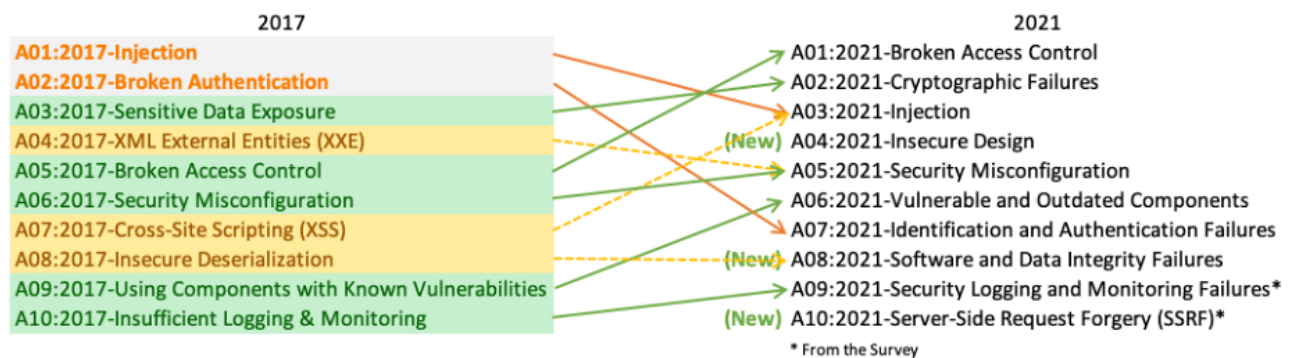 2017
A01:2017-Injection
A02:2017-Broken Authentication
A03:2017-Sensitive Data Exposure
A04:2017-XML External Entities (XXE)
A05:2017-Broken Access Control
A06:2017-Security Misconfiguration
A07:2017-Cross-Site Scripting (XSS)
A08:2017-Insecure Deserialization
A09:2017-Using Components with Known Vulnerabilities
A10:2017-Insufficient Logging & Monitoring
2021
A01:2021-Broken Access Control
A02:2021-Cryptographic Failures
A03:2021-Injection
(New) A04:2021-Insecure Design
A05:2021-Security Misconfiguration
A06:2021-Vulnerable and Outdated Components
A07:2021-Identification and Authentication Failures
(New) A08:2021-Software and Data Integrity Failures
A09:2021-Security Logging and Monitoring Failures*
(New) A10:2021-Server-Side Request Forgery (SSRF)*
* From the Survey